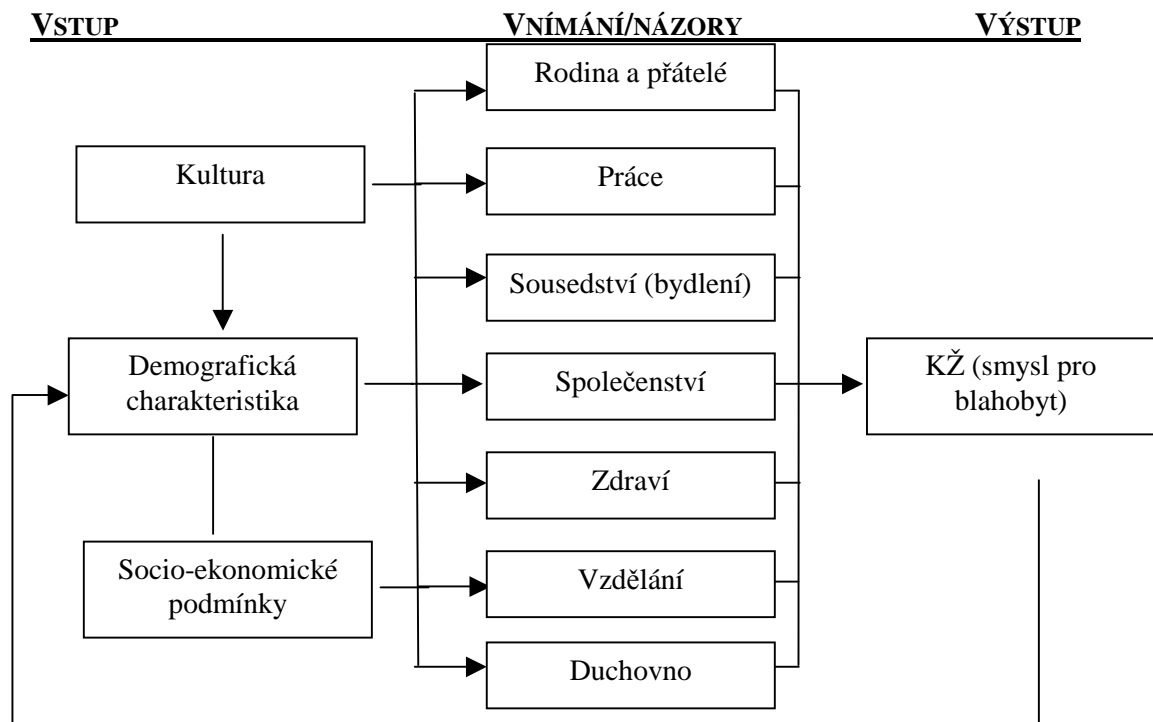 VSTUP VNÍMÁNÍ/NÁZORY VÝSTUP
Rodina a přátelé
Kultura
Práce
Sousedství (bydlení)
Demografická
charakteristika
Společenství
KŽ (smysl pro
blahobyt)
Zdraví
Socio-ekonomické
podmínky
Vzdělání
Duchovno